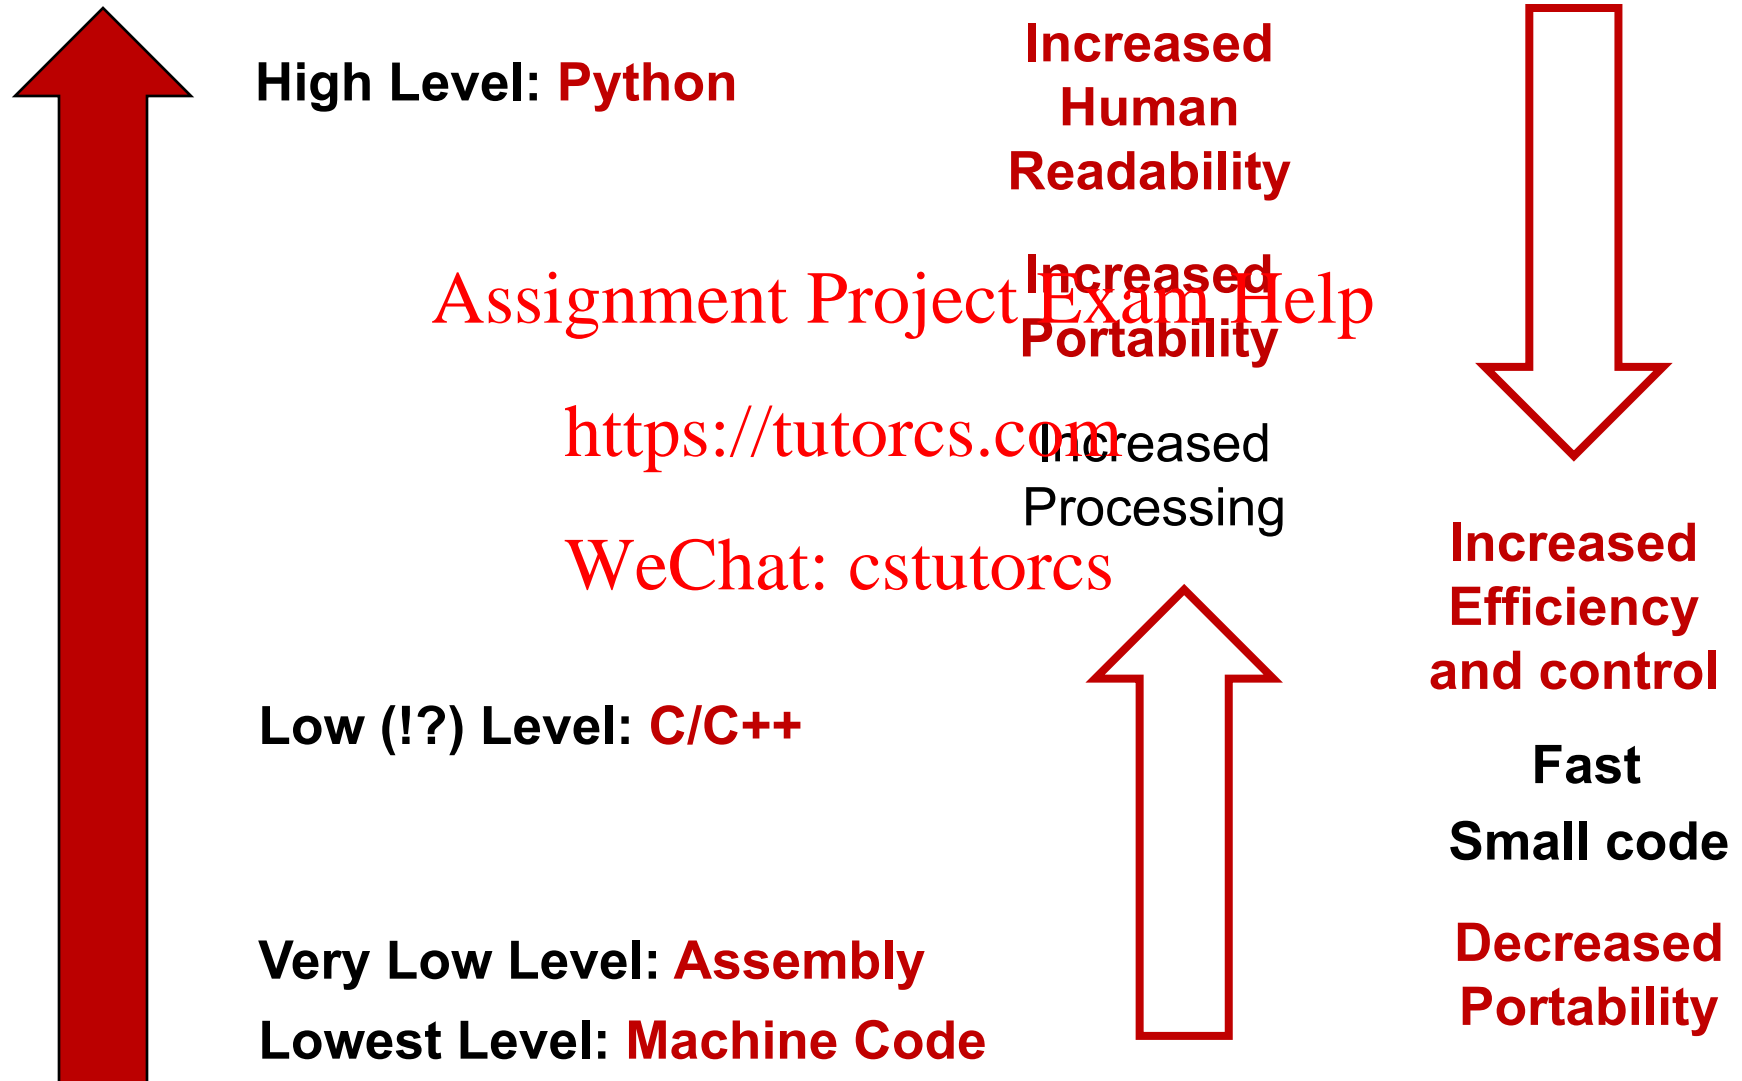 High Level: Python
Increased
Human
Readability
Increased
Portability
Assignment Project Exam Help
https://tutorcs.com
Increased
Processing
WeChat: cstutorcs
Increased
Efficiency
and control
Low (!?) Level: C/C++
Fast
Small code
Very Low Level: Assembly
Lowest Level: Machine Code
Decreased
Portability